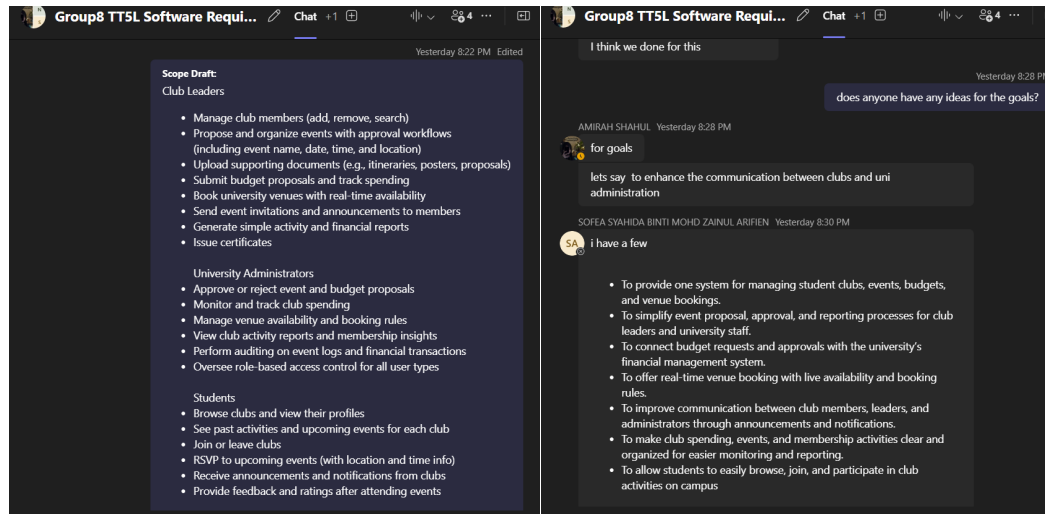 Group8 TT5L Software Requi...
Chat
+1
4
Yesterday 8:22 PM Edited
Scope Draft:
Club Leaders
• Manage club members (add, remove, search)
• Propose and organize events with approval workflows
(including event name, date, time, and location)
• Upload supporting documents (e.g., itineraries, posters, proposals)
• Submit budget proposals and track spending
• Book university venues with real-time availability
• Send event invitations and announcements to members
• Generate simple activity and financial reports
• Issue certificates
University Administrators
• Approve or reject event and budget proposals
• Monitor and track club spending
• Manage venue availability and booking rules
• View club activity reports and membership insights
• Perform auditing on event logs and financial transactions
• Oversee role-based access control for all user types
Students
• Browse clubs and view their profiles
• See past activities and upcoming events for each club
• Join or leave clubs
• RSVP to upcoming events (with location and time info)
• Receive announcements and notifications from clubs
• Provide feedback and ratings after attending events
Group8 TT5L Software Requi...
Chat
+1
4
I think we done for this
Yesterday 8:28 PM
does anyone have any ideas for the goals?
AMIRAH SHAHUL Yesterday 8:28 PM
for goals
lets say to enhance the communication between clubs and uni
administration
SOFEA SYAHIDA BINTI MOHD ZAINUL ARIFIEN Yesterday 8:30 PM
SA
i have a few
• To provide one system for managing student clubs, events, budgets,
and venue bookings.
• To simplify event proposal, approval, and reporting processes for club
leaders and university staff.
• To connect budget requests and approvals with the university's
financial management system.
• To offer real-time venue booking with live availability and booking
rules.
• To improve communication between club members, leaders, and
administrators through announcements and notifications.
• To make club spending, events, and membership activities clear and
organized for easier monitoring and reporting.
• To allow students to easily browse, join, and participate in club
activities on campus